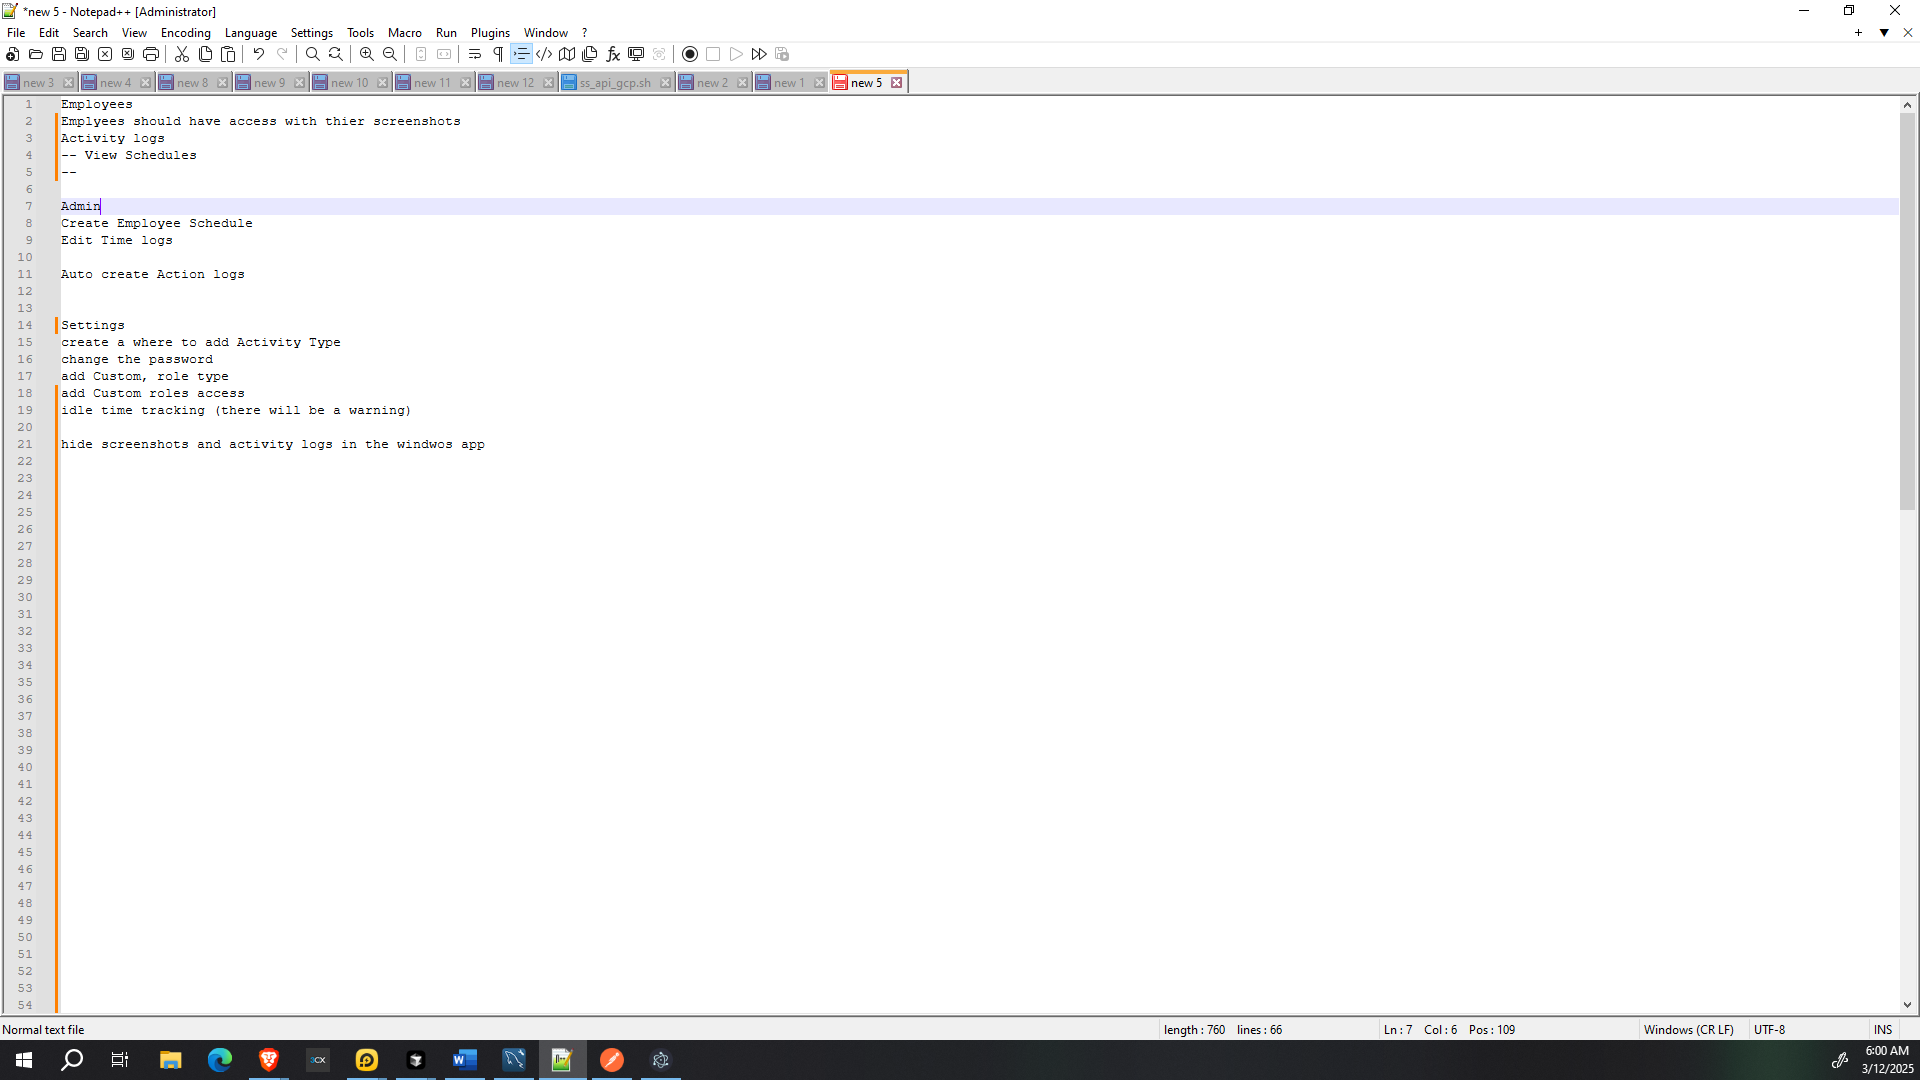 *new 5 - Notepad++ [Administrator]
File Edit Search View Encoding Language Settings Tools Macro Run Plugins Window ?
+ ▼ ✕
new 3 new 4 new 8 new 9 new 10 new 11 new 12 ss_api_gcp.sh new 2 new 1 new 5
1 Employees
2 Emplyees should have access with thier screenshots
3 Activity logs
4 -- View Schedules
5 --
6
7 Admin
8 Create Employee Schedule
9 Edit Time logs
10
11 Auto create Action logs
12
13
14 Settings
15 create a where to add Activity Type
16 change the password
17 add Custom, role type
18 add Custom roles access
19 idle time tracking (there will be a warning)
20
21 hide screenshots and activity logs in the windwos app
22
23
24
25
26
27
28
29
30
31
32
33
34
35
36
37
38
39
40
41
42
43
44
45
46
47
48
49
50
51
52
53
54
Normal text file length : 760 lines : 66 Ln : 7 Col : 6 Pos : 109 Windows (CR LF) UTF-8 INS
6:00 AM
3/12/2025